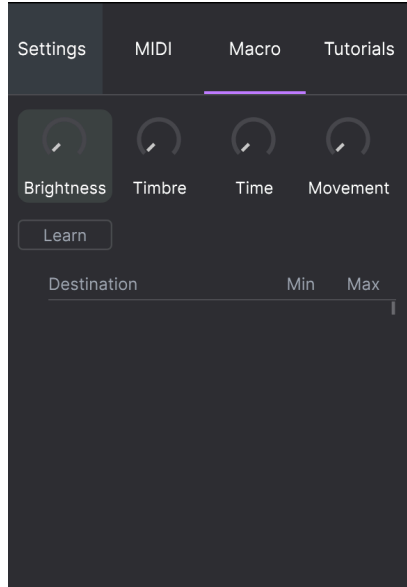 Settings MIDI Macro Tutorials
Brightness Timbre Time Movement
Learn
Destination Min Max